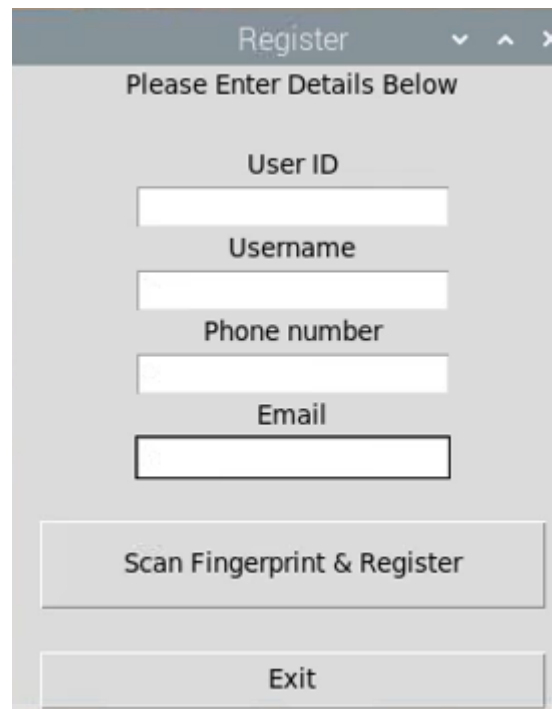 Register
Please Enter Details Below
User ID
Username
Phone number
Email
Scan Fingerprint & Register
Exit